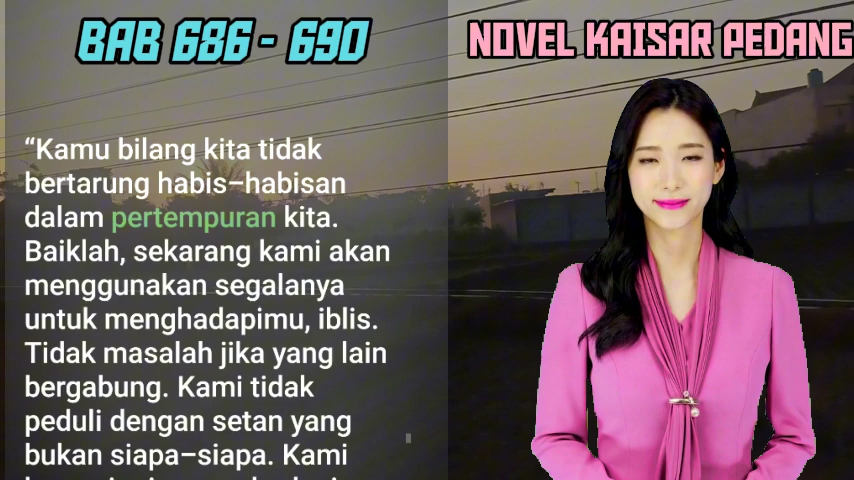 BAB 686 - 690
NOVEL KAISAR PEDANG
“Kamu bilang kita tidak
bertarung habis–habisan
dalam pertempuran kita.
Baiklah, sekarang kami akan
menggunakan segalanya
untuk menghadapimu, iblis.
Tidak masalah jika yang lain
bergabung. Kami tidak
peduli dengan setan yang
bukan siapa–siapa. Kami